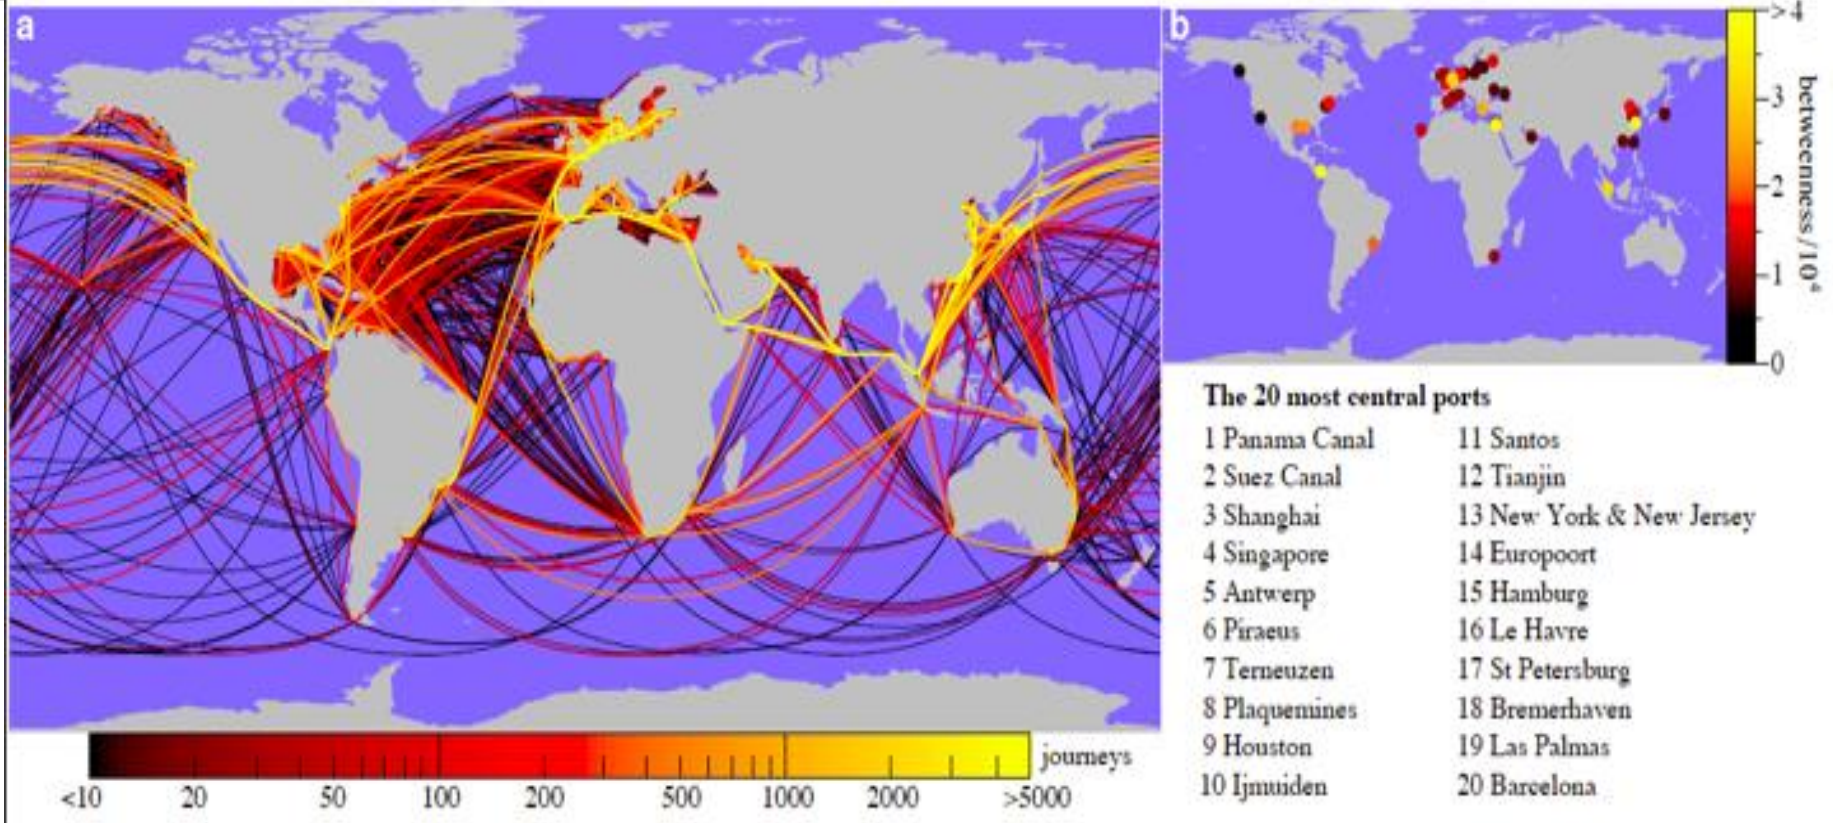 a
b
>4
3
2
1
0
betweenness/10⁴
journeys
<10 20 50 100 200 500 1000 2000 >5000
The 20 most central ports
1 Panama Canal
2 Suez Canal
3 Shanghai
4 Singapore
5 Antwerp
6 Piraeus
7 Terneuzen
8 Plaquemines
9 Houston
10 Ijmuiden
11 Santos
12 Tianjin
13 New York & New Jersey
14 Europoort
15 Hamburg
16 Le Havre
17 St Petersburg
18 Bremerhaven
19 Las Palmas
20 Barcelona